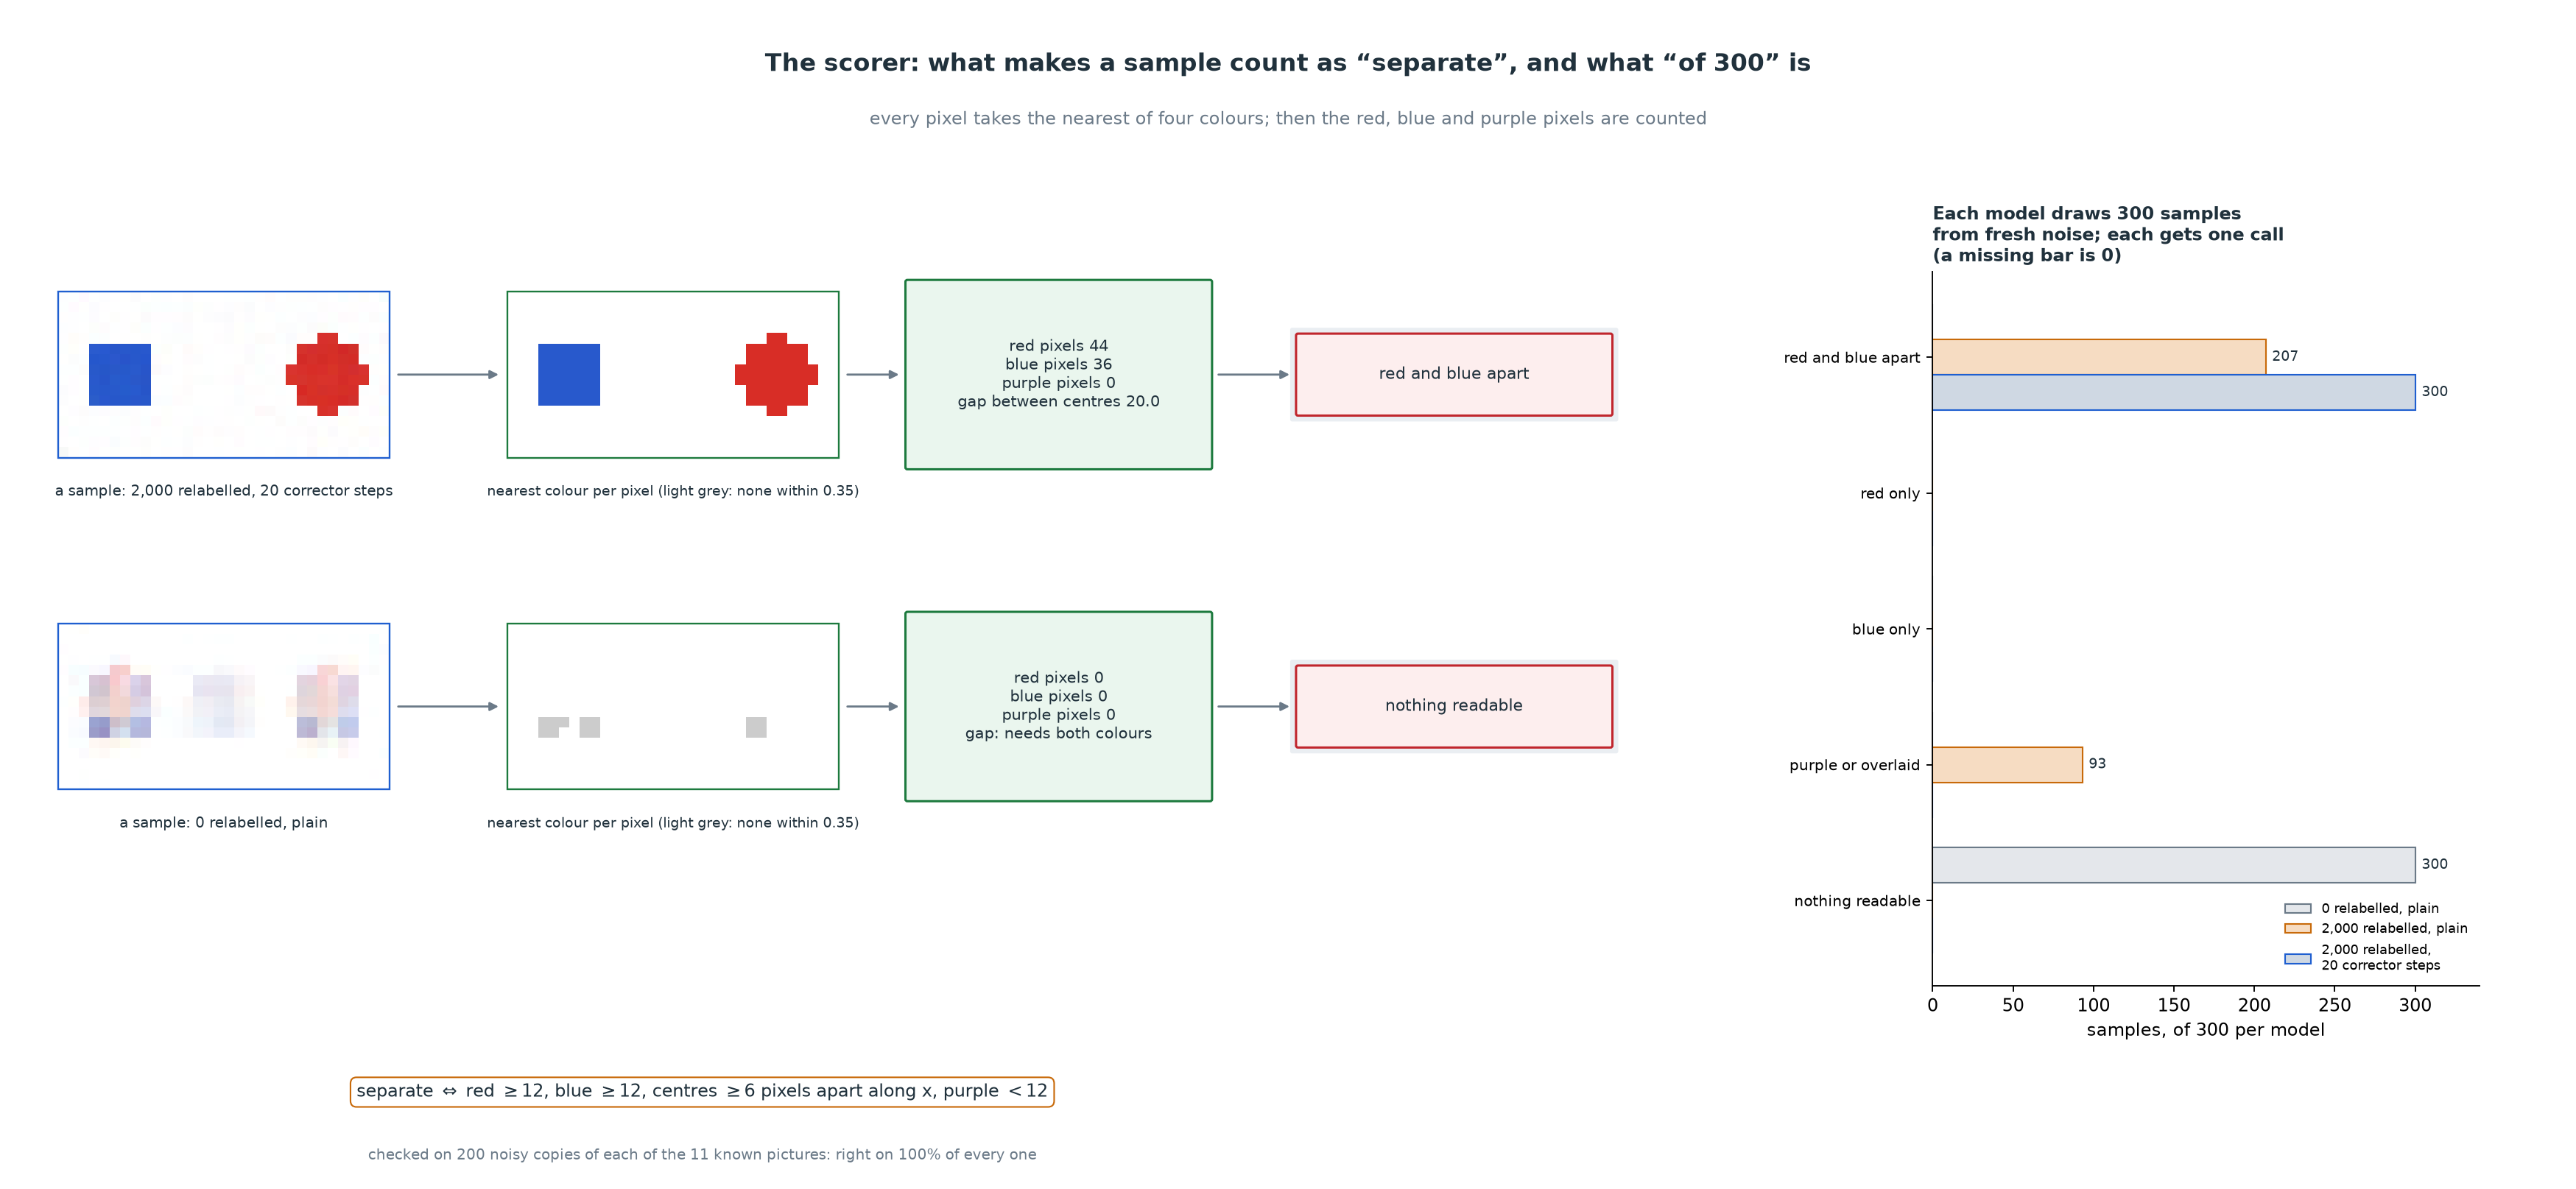 The scorer: what makes a sample count as “separate”, and what “of 300” is
every pixel takes the nearest of four colours; then the red, blue and purple pixels are counted
red pixels 44
blue pixels 36
purple pixels 0
gap between centres 20.0
red and blue apart
a sample: 2,000 relabelled, 20 corrector steps
nearest colour per pixel (light grey: none within 0.35)
red pixels 0
blue pixels 0
purple pixels 0
gap: needs both colours
nothing readable
a sample: 0 relabelled, plain
nearest colour per pixel (light grey: none within 0.35)
separate ⇔ red ≥12, blue ≥12, centres ≥6 pixels apart along x, purple <12
checked on 200 noisy copies of each of the 11 known pictures: right on 100% of every one
Each model draws 300 samples
from fresh noise; each gets one call
(a missing bar is 0)
red and blue apart
207
300
red only
blue only
purple or overlaid
93
300
nothing readable
0 relabelled, plain
2,000 relabelled, plain
2,000 relabelled,
20 corrector steps
0 50 100 150 200 250 300
samples, of 300 per model